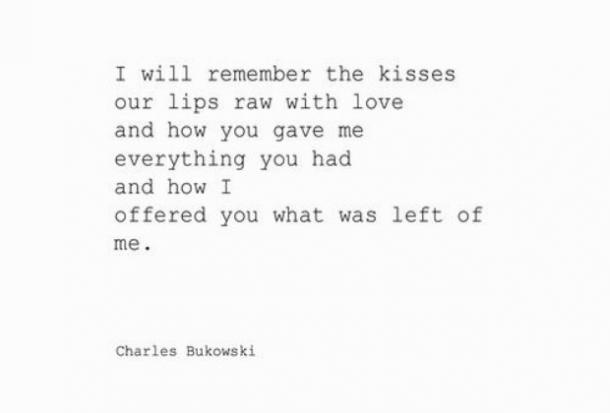 I will remember the kisses
our lips raw with love
and how you gave me
everything you had
and how I
offered you what was left of
me.
Charles Bukowski